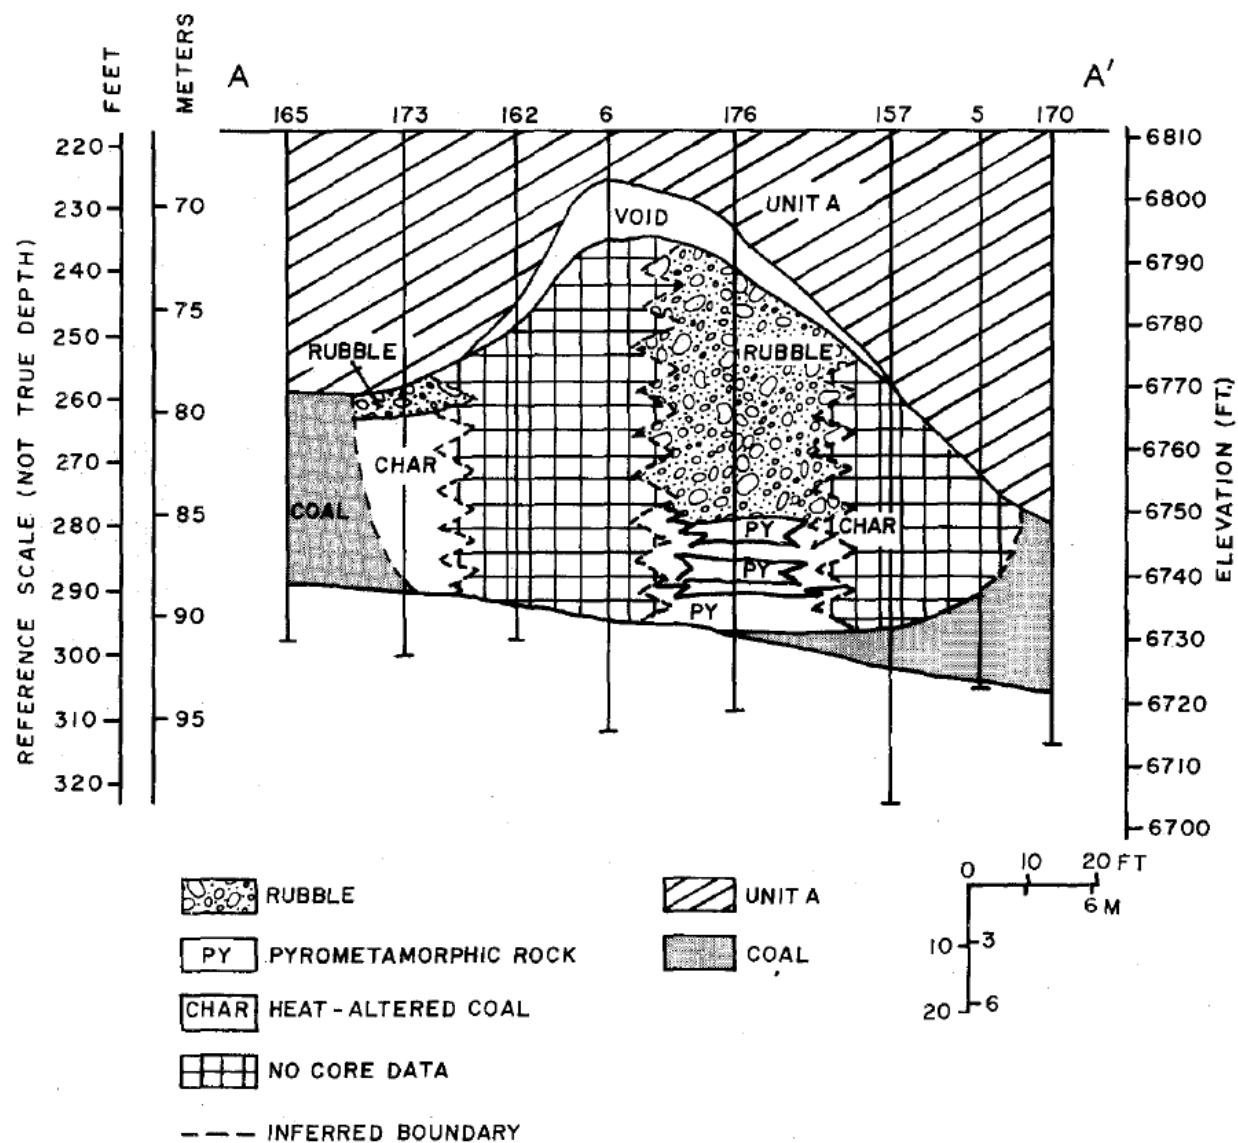 FEET
METERS
A
A'
165 173 162 6 176 157 5 170
220
230
240
250
260
270
280
290
300
310
320
70
75
80
85
90
95
REFERENCE SCALE (NOT TRUE DEPTH)
6810
6800
6790
6780
6770
6760
6750
6740
6730
6720
6710
6700
ELEVATION (FT.)
VOID
UNIT A
RUBBLE
RUBBLE
CHAR
COAL
PY
CHAR
PY
PY
RUBBLE
PY PYROMETAMORPHIC ROCK
CHAR HEAT-ALTERED COAL
NO CORE DATA
INFERRED BOUNDARY
UNIT A
COAL
0 10 20 FT
6 M
10 3
20 6